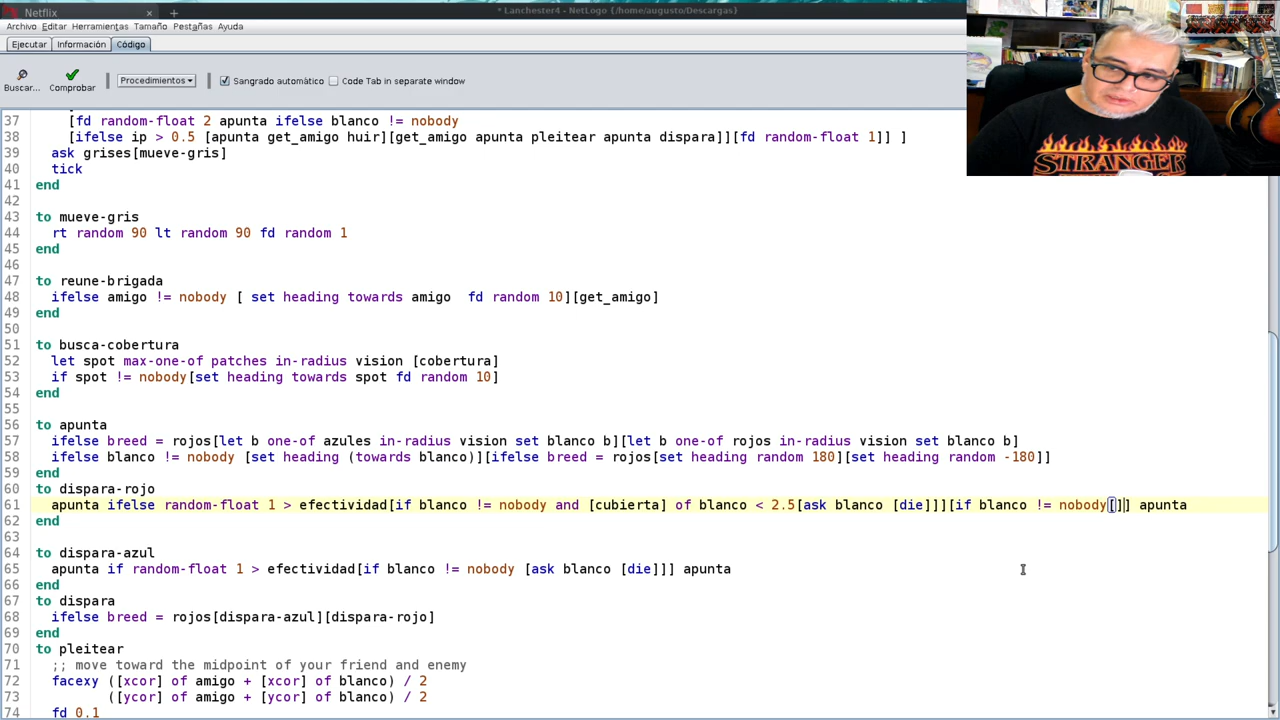 Netflix × +
* Lanchester4 - NetLogo {/home/augusto/Descargas}
Archivo Editar Herramientas Tamaño Pestañas Ayuda
Ejecutar Información Código
Buscar... Comprobar Procedimientos Sangrado automático Code Tab in separate window
37 [fd random-float 2 apunta ifelse blanco != nobody
38 [ifelse ip > 0.5 [apunta get_amigo huir][get_amigo apunta pleitear apunta dispara]][fd random-float 1]] ]
39 ask grises[mueve-gris]
40 tick
41 end
42
43 to mueve-gris
44 rt random 90 lt random 90 fd random 1
45 end
46
47 to reune-brigada
48 ifelse amigo != nobody [ set heading towards amigo  fd random 10][get_amigo]
49 end
50
51 to busca-cobertura
52 let spot max-one-of patches in-radius vision [cobertura]
53 if spot != nobody[set heading towards spot fd random 10]
54 end
55
56 to apunta
57 ifelse breed = rojos[let b one-of azules in-radius vision set blanco b][let b one-of rojos in-radius vision set blanco b]
58 ifelse blanco != nobody [set heading (towards blanco)][ifelse breed = rojos[set heading random 180][set heading random -180]]
59 end
60 to dispara-rojo
61 apunta ifelse random-float 1 > efectividad[if blanco != nobody and [cubierta] of blanco < 2.5[ask blanco [die]]][if blanco != nobody[]] apunta
62 end
63
64 to dispara-azul
65 apunta if random-float 1 > efectividad[if blanco != nobody [ask blanco [die]]] apunta
66 end
67 to dispara
68 ifelse breed = rojos[dispara-azul][dispara-rojo]
69 end
70 to pleitear
71 ;; move toward the midpoint of your friend and enemy
72 facexy ([xcor] of amigo + [xcor] of blanco) / 2
73 ([ycor] of amigo + [ycor] of blanco) / 2
74 fd 0.1
STRANGER